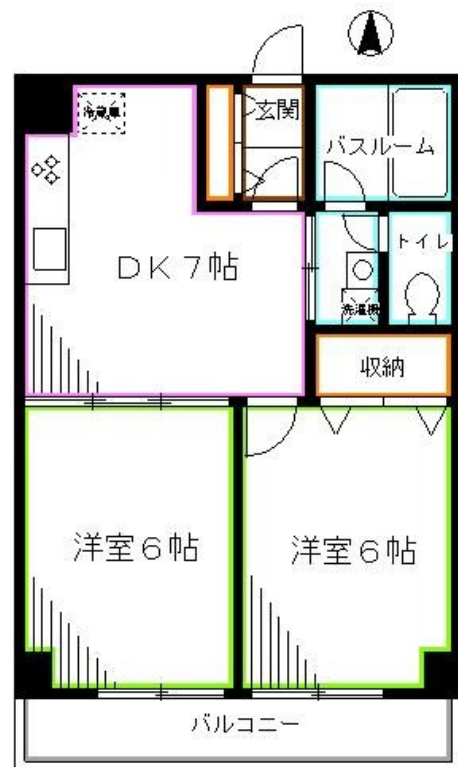 冷蔵庫
玄関
バスルーム
DK7帖
トイレ
洗濯機
収納
洋室6帖
洋室6帖
バルコニー